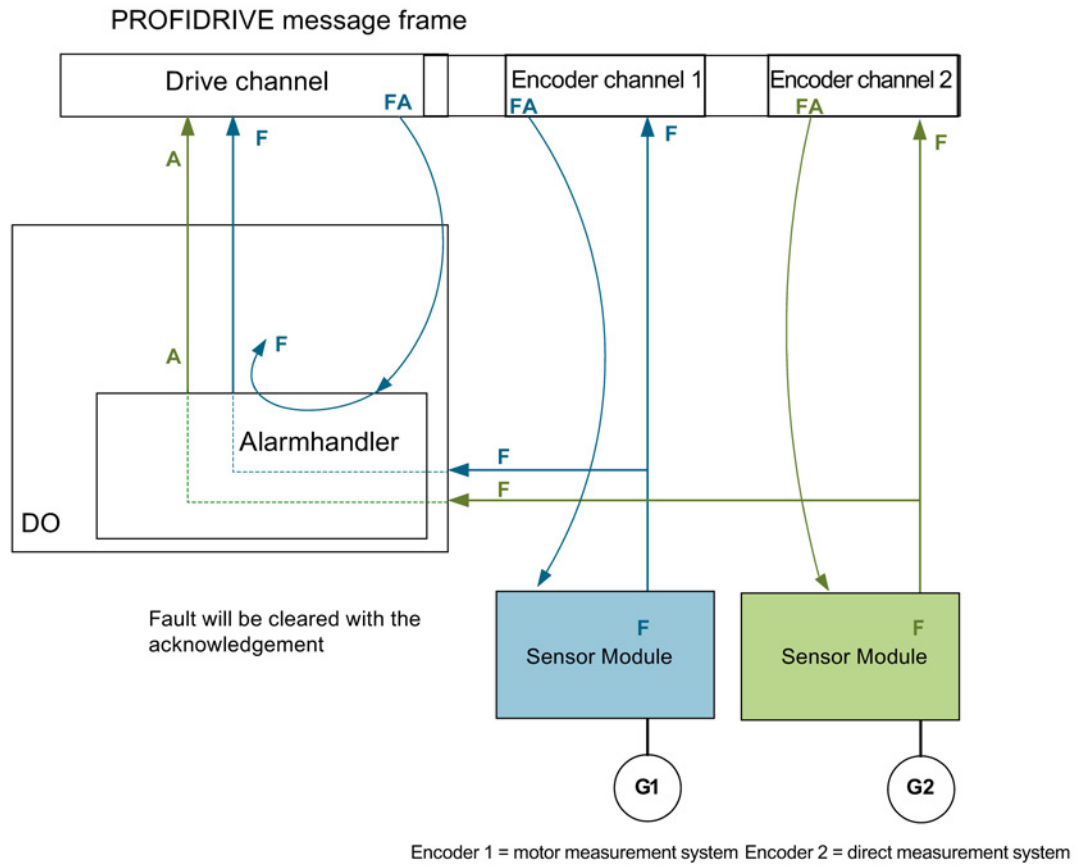 PROFIDRIVE message frame
Drive channel
Encoder channel 1
Encoder channel 2
FA
FA
FA
A
F
F
F
A
F
Alarmhandler
F
F
DO
Fault will be cleared with the
acknowledgement
F
Sensor Module
F
Sensor Module
G1
G2
Encoder 1 = motor measurement system
Encoder 2 = direct measurement system